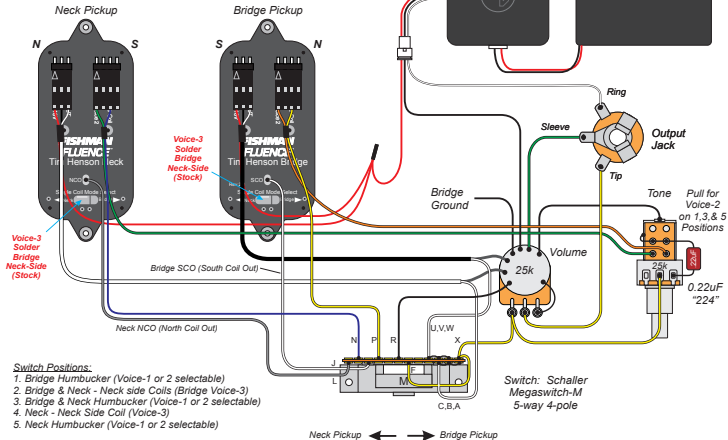 Neck Pickup
Bridge Pickup
N
S
S
N
Ring
Voice-3
Solder
Bridge
Neck-Side
(Stock)
Sleeve
Output
Jack
FISHMAN
FLUENCE
Tim Henson Neck
Tim Henson Bridge
Tip
NCO
SCO
Single Coil Mode Select
Bridge
Ground
Tone
Pull for
Voice-2
on 1,3,& 5
Positions
Voice-3
Solder
Bridge
Neck-Side
(Stock)
Volume
25k
25k
.22uF
0.22uF
"224"
Bridge SCO (South Coil Out)
Neck NCO (North Coil Out)
N
P
R
U,V,W
X
J
L
F
M
C,B,A
Switch: Schaller
Megaswitch-M
5-way 4-pole
Switch Positions:
1. Bridge Humbucker (Voice-1 or 2 selectable)
2. Bridge & Neck - Neck side Coils (Bridge Voice-3)
3. Bridge & Neck Humbucker (Voice-1 or 2 selectable)
4. Neck - Neck Side Coil (Voice-3)
5. Neck Humbucker (Voice-1 or 2 selectable)
Neck Pickup
Bridge Pickup